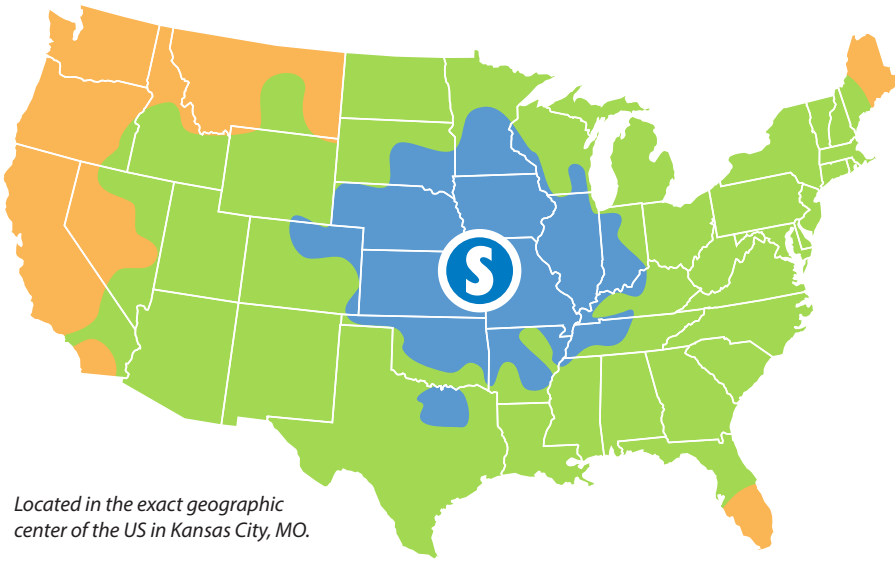 S
Located in the exact geographic
center of the US in Kansas City, MO.